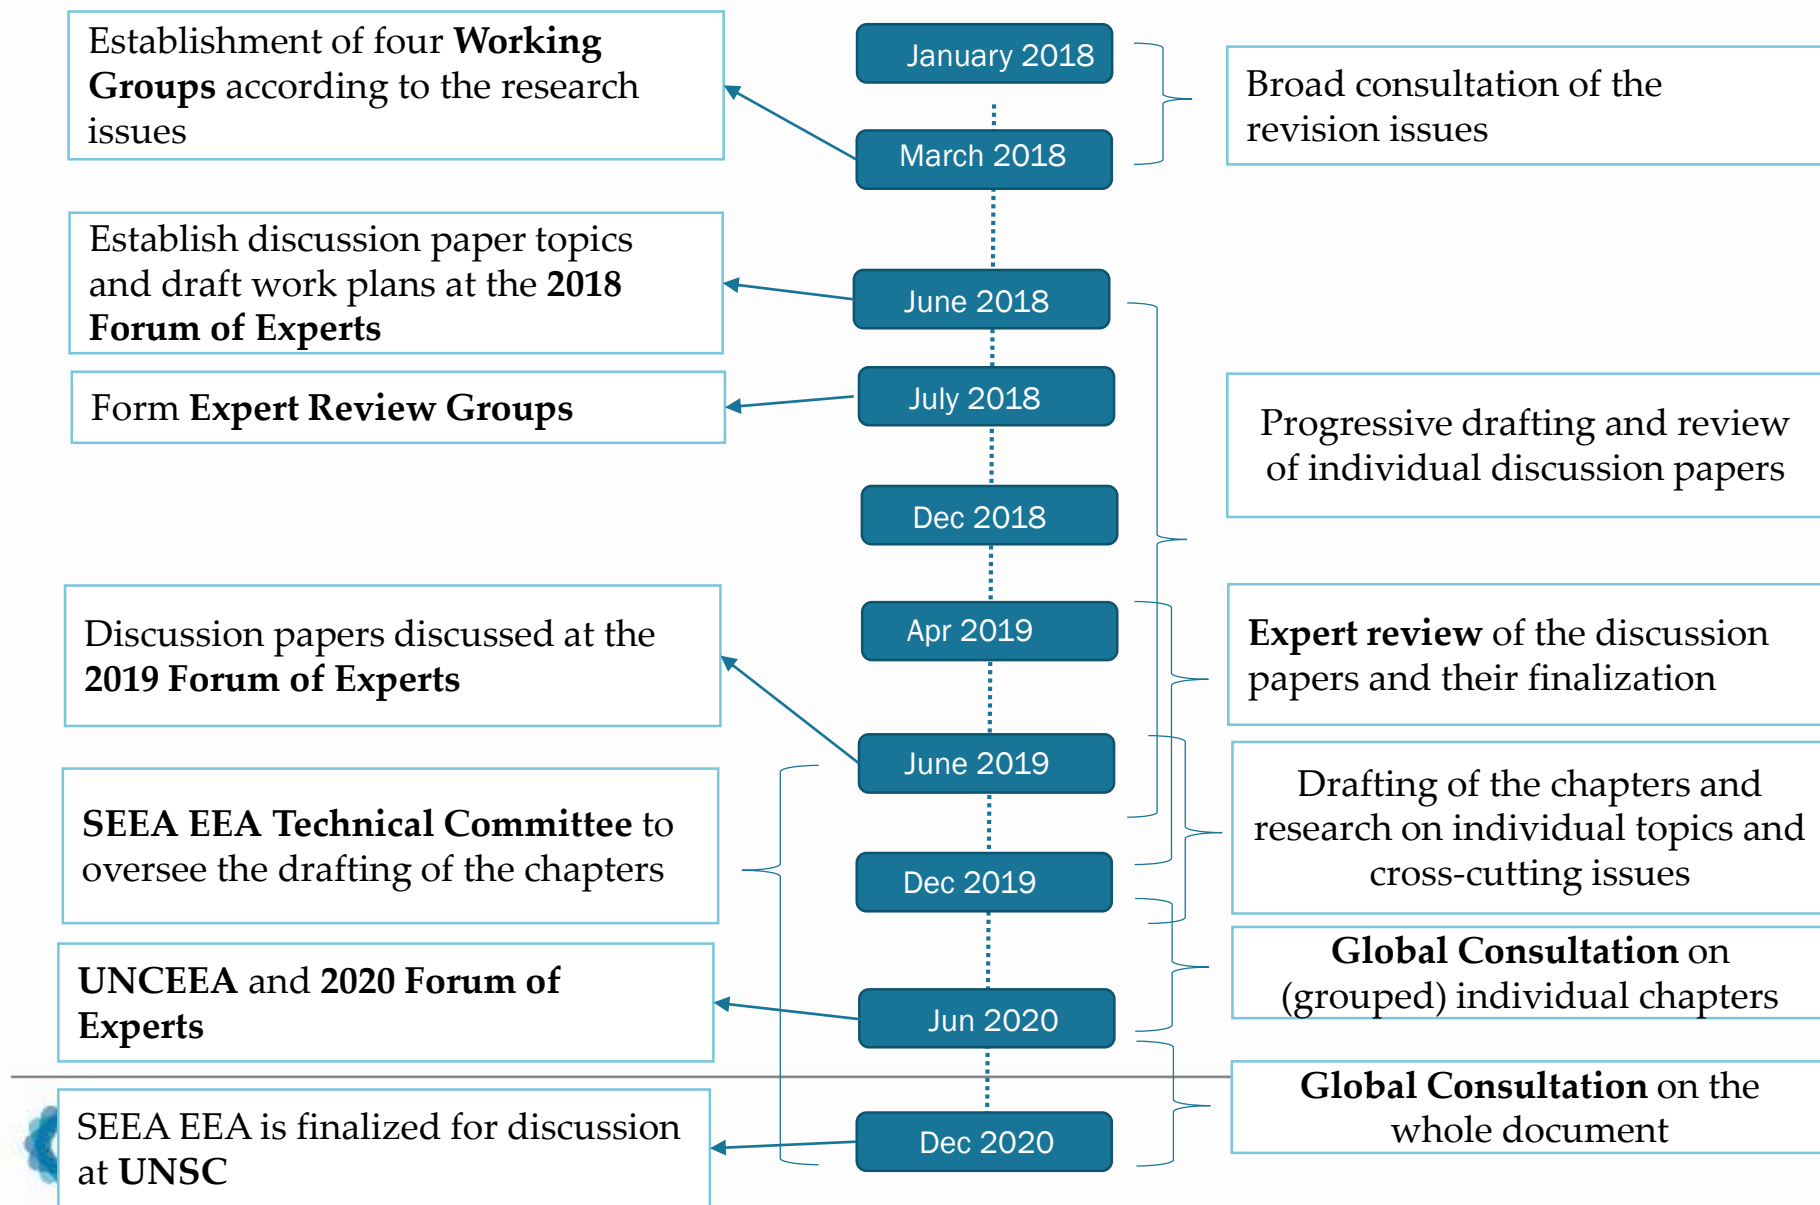 Establishment of four Working
Groups according to the research
issues
January 2018
Broad consultation of the
revision issues
March 2018
Establish discussion paper topics
and draft work plans at the 2018
Forum of Experts
June 2018
Form Expert Review Groups
July 2018
Progressive drafting and review
of individual discussion papers
Dec 2018
Discussion papers discussed at the
2019 Forum of Experts
Apr 2019
Expert review of the discussion
papers and their finalization
June 2019
SEEA EEA Technical Committee to
oversee the drafting of the chapters
Drafting of the chapters and
research on individual topics and
cross-cutting issues
Dec 2019
UNCEEA and 2020 Forum of
Experts
Global Consultation on
(grouped) individual chapters
Jun 2020
Global Consultation on the
whole document
SEEA EEA is finalized for discussion
at UNSC
Dec 2020